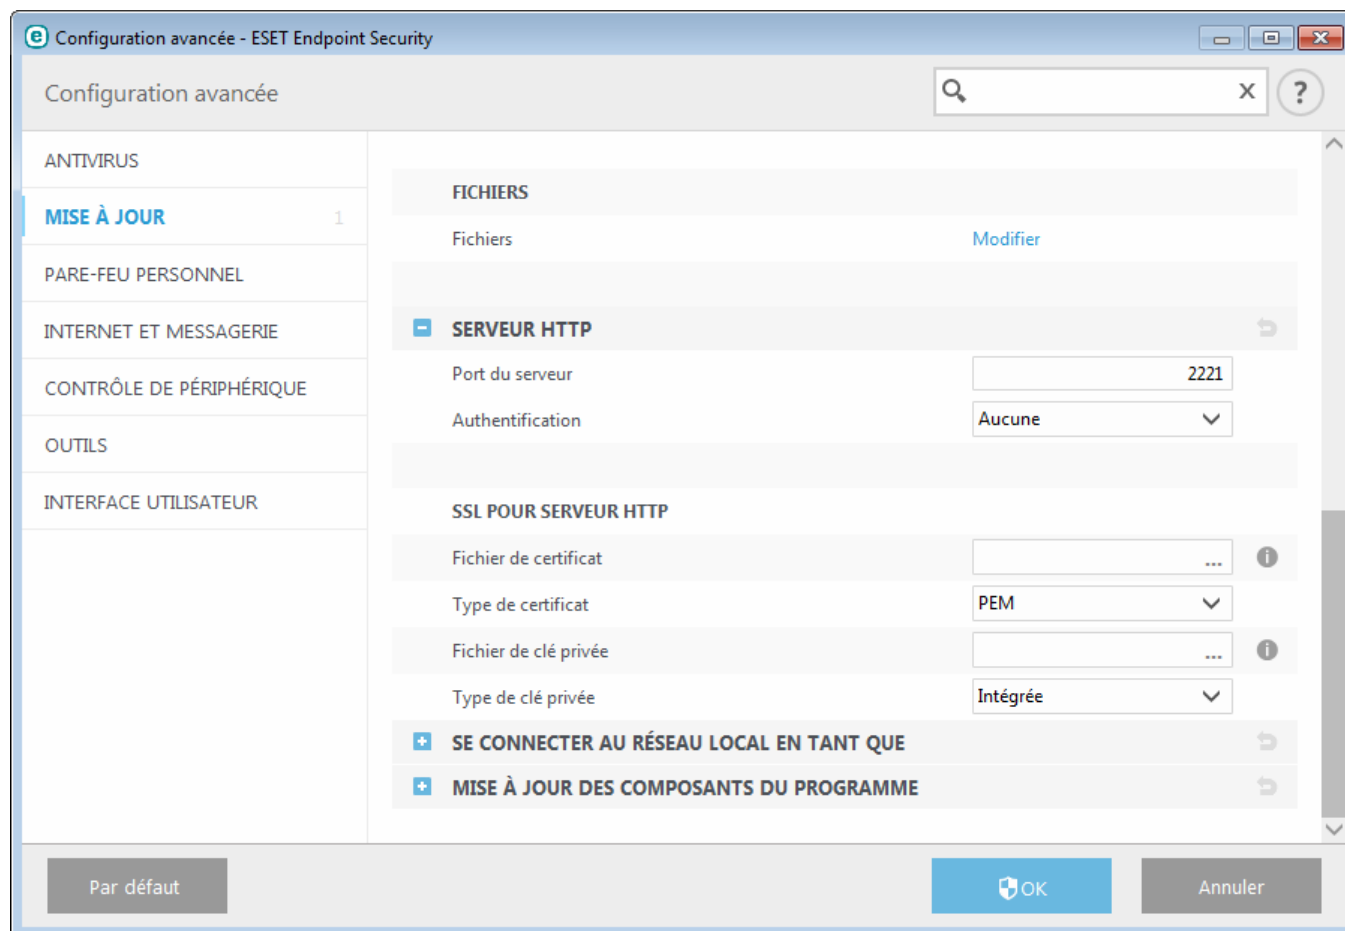 Configuration avancée - ESET Endpoint Security
Configuration avancée
X
?
ANTIVIRUS
MISE À JOUR 1
PARE-FEU PERSONNEL
INTERNET ET MESSAGERIE
CONTRÔLE DE PÉRIPHÉRIQUE
OUTILS
INTERFACE UTILISATEUR
FICHIERS
Fichiers Modifier
SERVEUR HTTP
Port du serveur 2221
Authentification Aucune
SSL POUR SERVEUR HTTP
Fichier de certificat ...
Type de certificat PEM
Fichier de clé privée ...
Type de clé privée Intégrée
SE CONNECTER AU RÉSEAU LOCAL EN TANT QUE
MISE À JOUR DES COMPOSANTS DU PROGRAMME
Par défaut OK Annuler